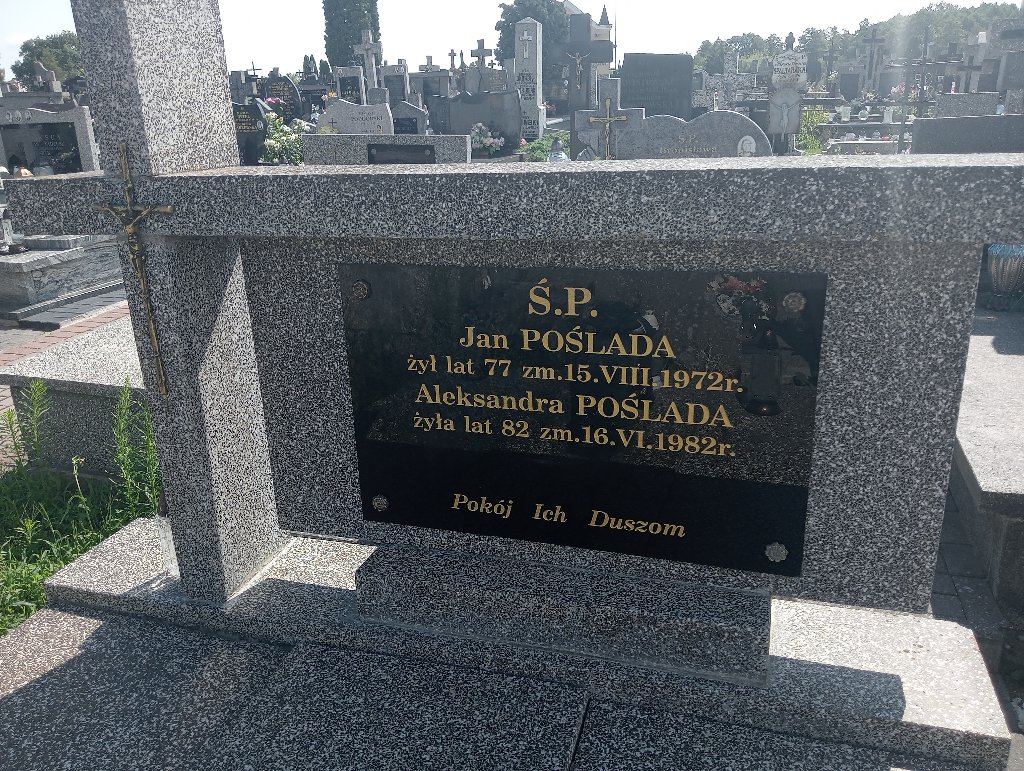 Ś.P.
Jan POŚLADA
żył lat 77 zm.15.VIII.1972r.
Aleksandra POŚLADA
żyła lat 82 zm.16.VI.1982r.
Pokój Ich Duszom